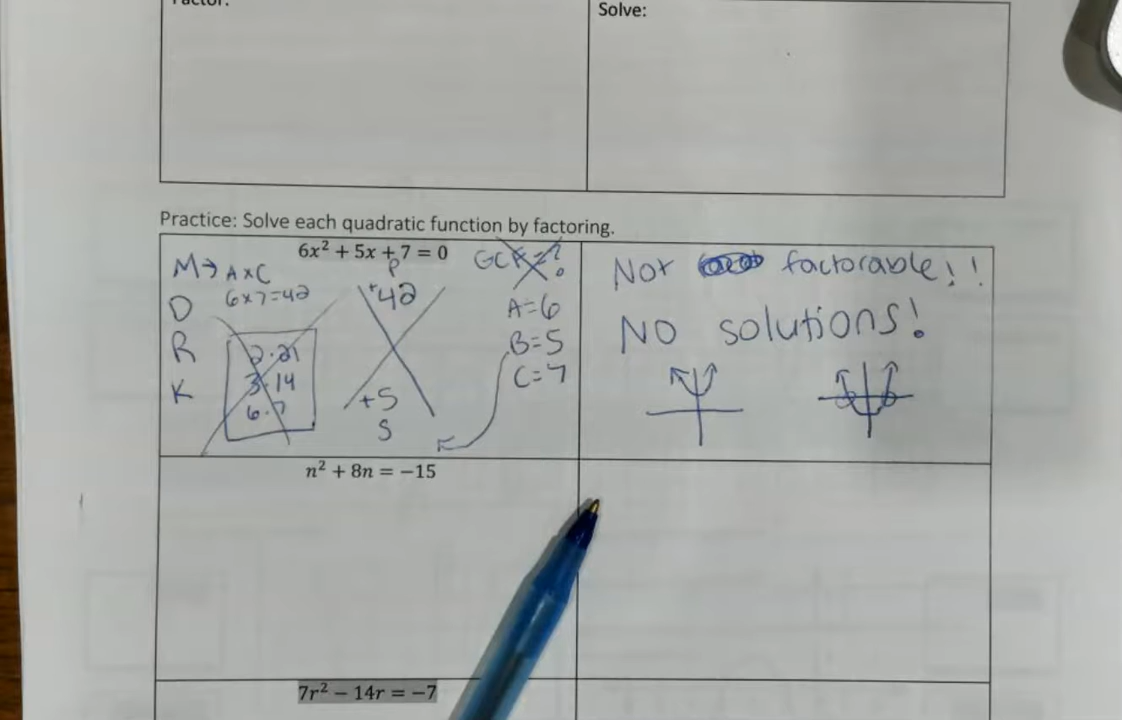 Factor:
Solve:
Practice: Solve each quadratic function by factoring.
6x² + 5x + 7 = 0
GCF=?
M→ A×C
6×7=42
D
R
K
2·21
3·14
6·7
P
+42
+5
S
A=6
B=5
C=7
Not factorable!!
NO solutions!
n² + 8n = −15
7r² − 14r = −7